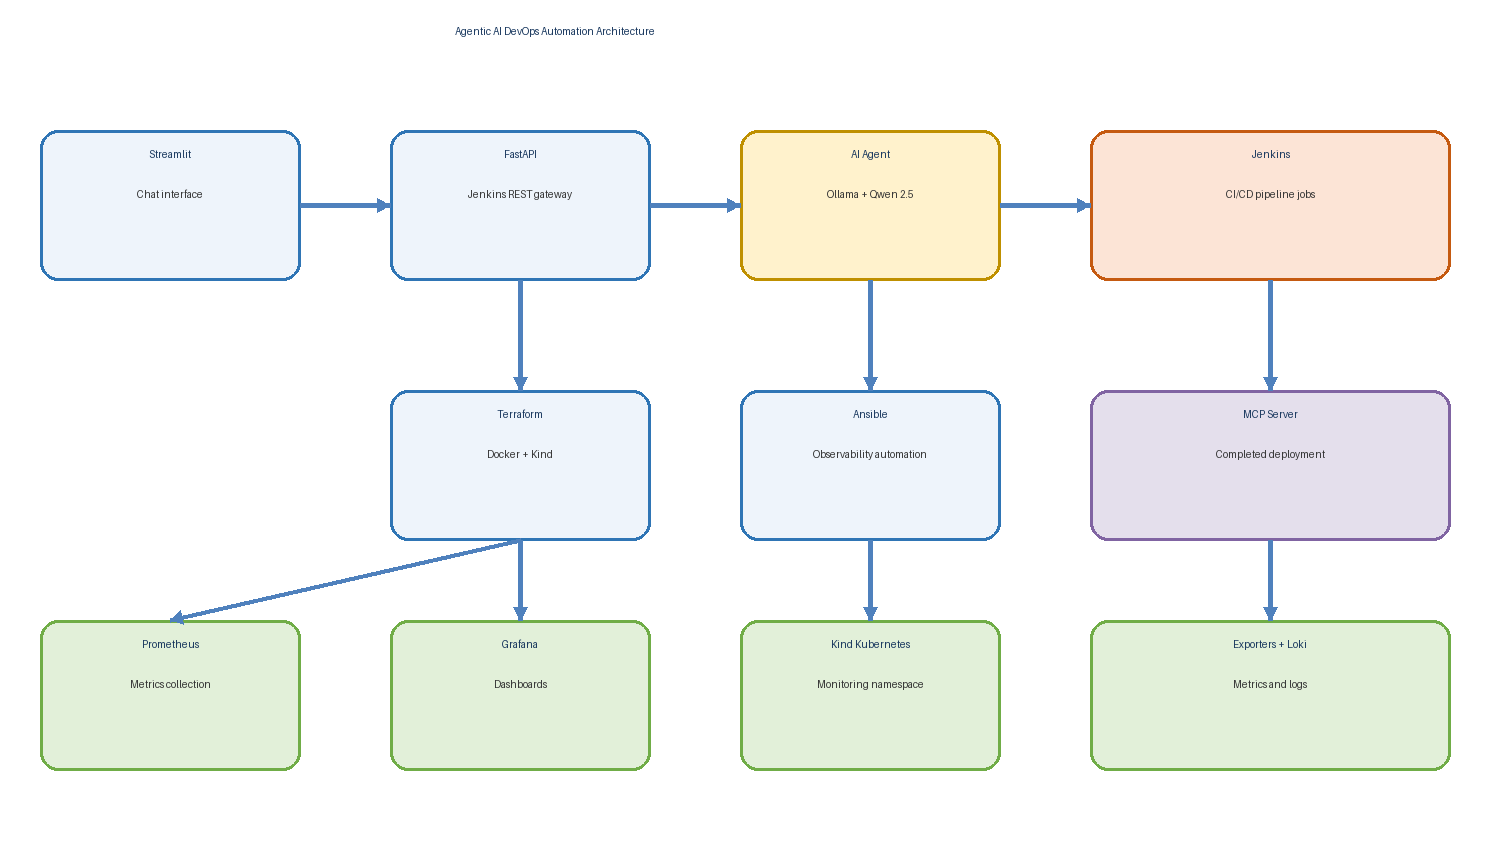 Agentic AI DevOps Automation Architecture
Streamlit
Chat interface
FastAPI
Jenkins REST gateway
AI Agent
Ollama + Qwen 2.5
Jenkins
CI/CD pipeline jobs
Terraform
Docker + Kind
Ansible
Observability automation
MCP Server
Completed deployment
Prometheus
Metrics collection
Grafana
Dashboards
Kind Kubernetes
Monitoring namespace
Exporters + Loki
Metrics and logs